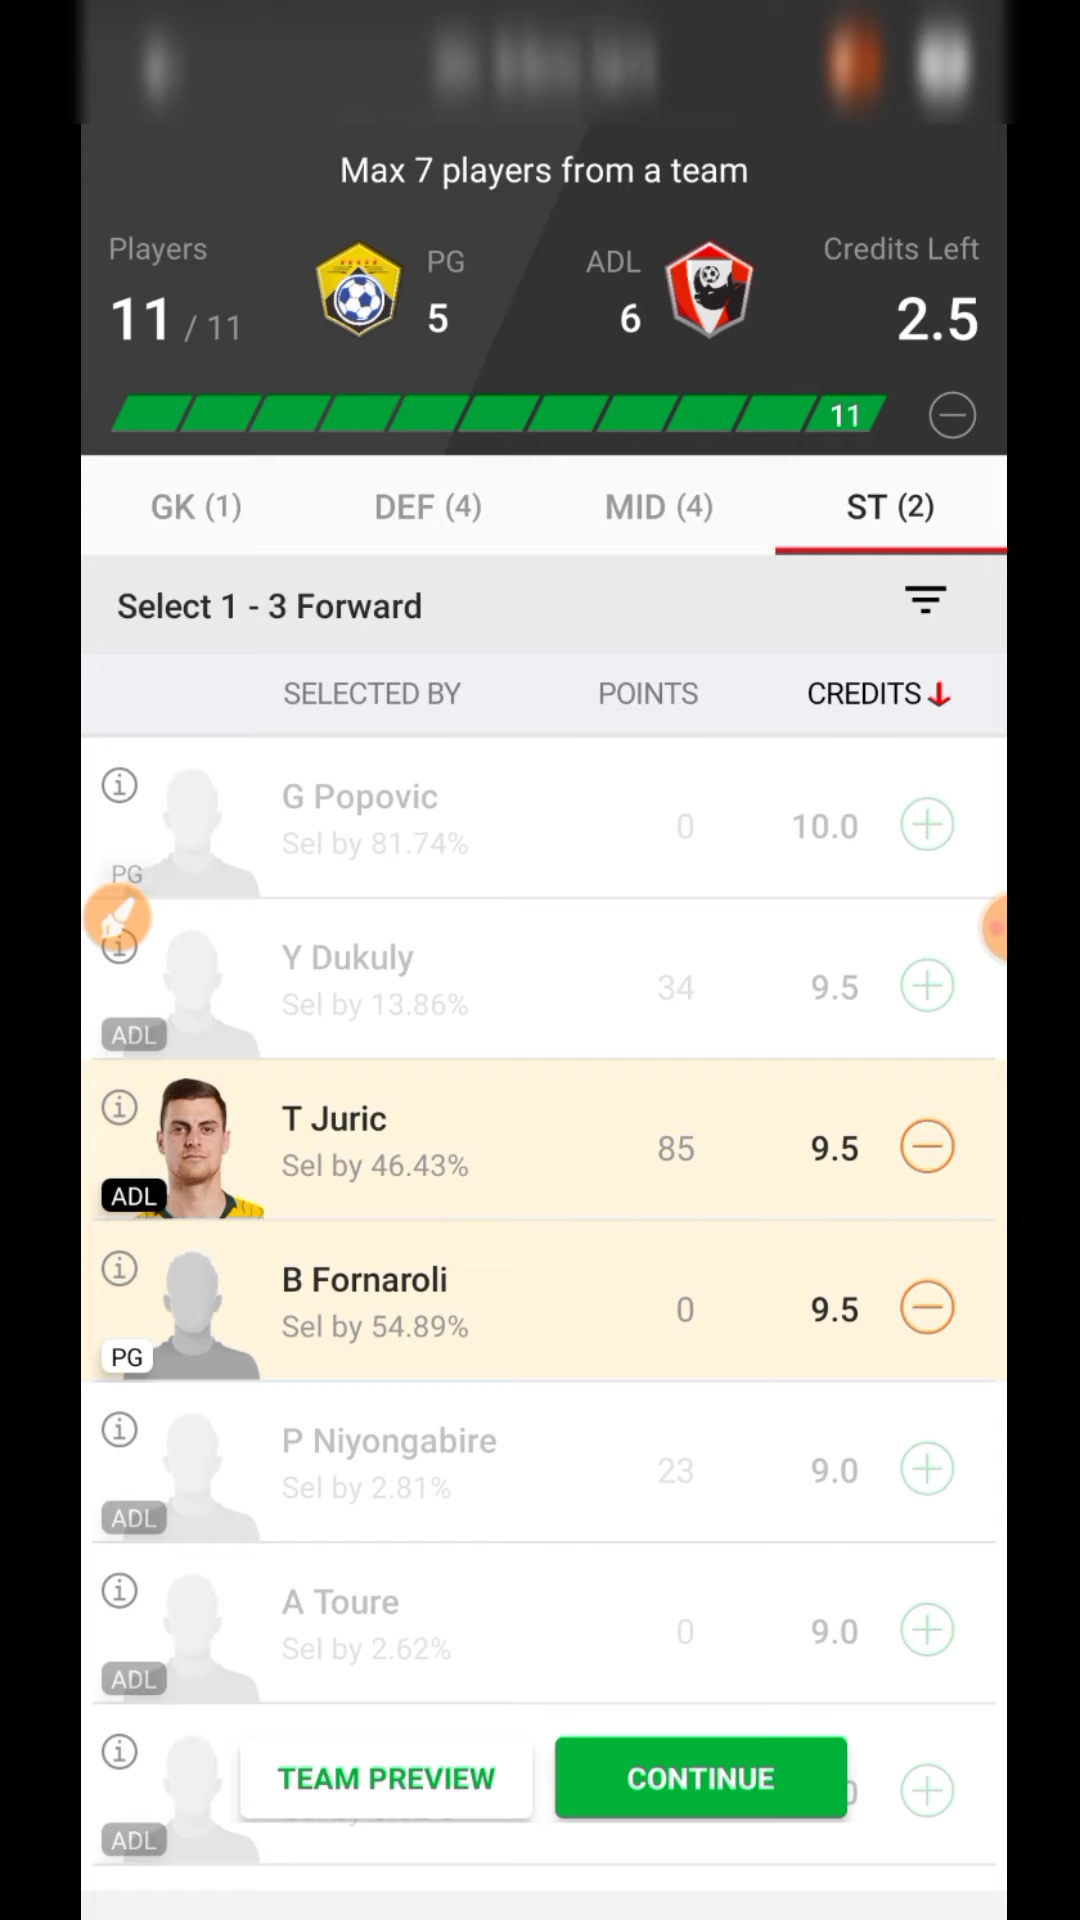 Max 7 players from a team
Players
PG
ADL
Credits Left
11 / 11
5
6
2.5
11
GK (1)
DEF (4)
MID (4)
ST (2)
Select 1 - 3 Forward
SELECTED BY
POINTS
CREDITS
G Popovic
Sel by 81.74%
0
10.0
PG
Y Dukuly
Sel by 13.86%
34
9.5
ADL
T Juric
Sel by 46.43%
85
9.5
ADL
B Fornaroli
Sel by 54.89%
0
9.5
PG
P Niyongabire
Sel by 2.81%
23
9.0
ADL
A Toure
Sel by 2.62%
0
9.0
ADL
TEAM PREVIEW
CONTINUE
ADL